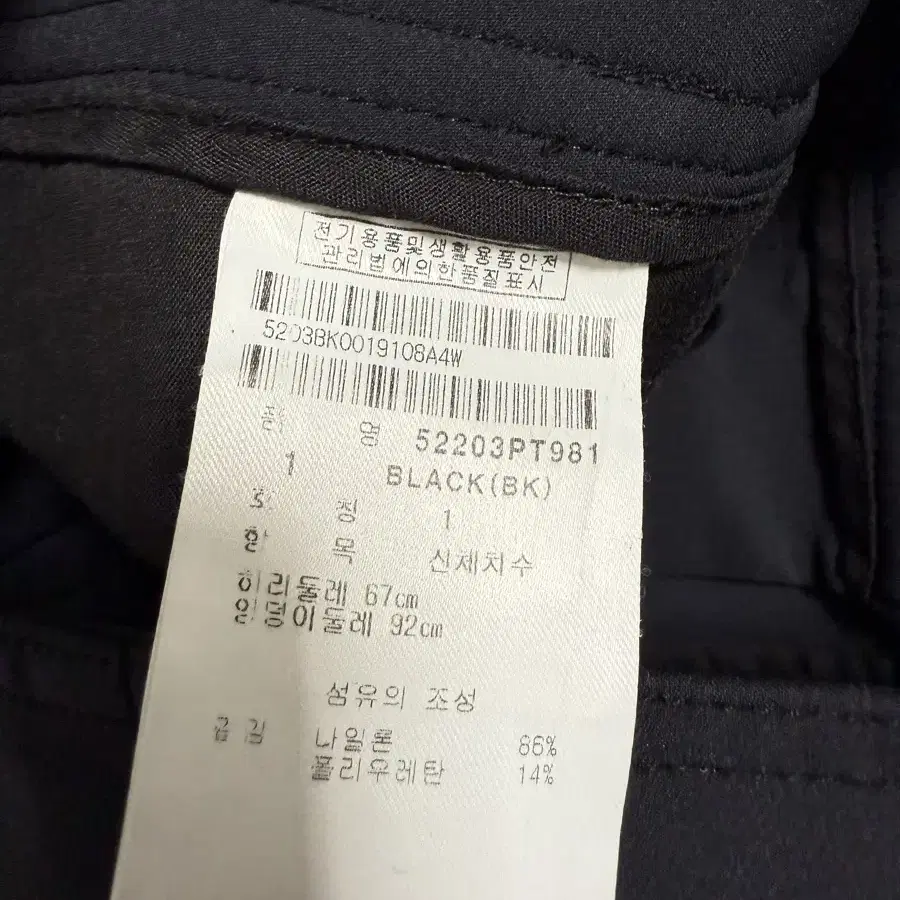 전기용품및생활용품안전
관리법에의한품질표시
5203BK0019108A4W
품 명 52203PT981
1 BLACK(BK)
호 칭 1
항 목 신체치수
허리둘레 67cm
엉덩이둘레 92cm
섬유의 조성
겉감 나일론 86%
폴리우레탄 14%